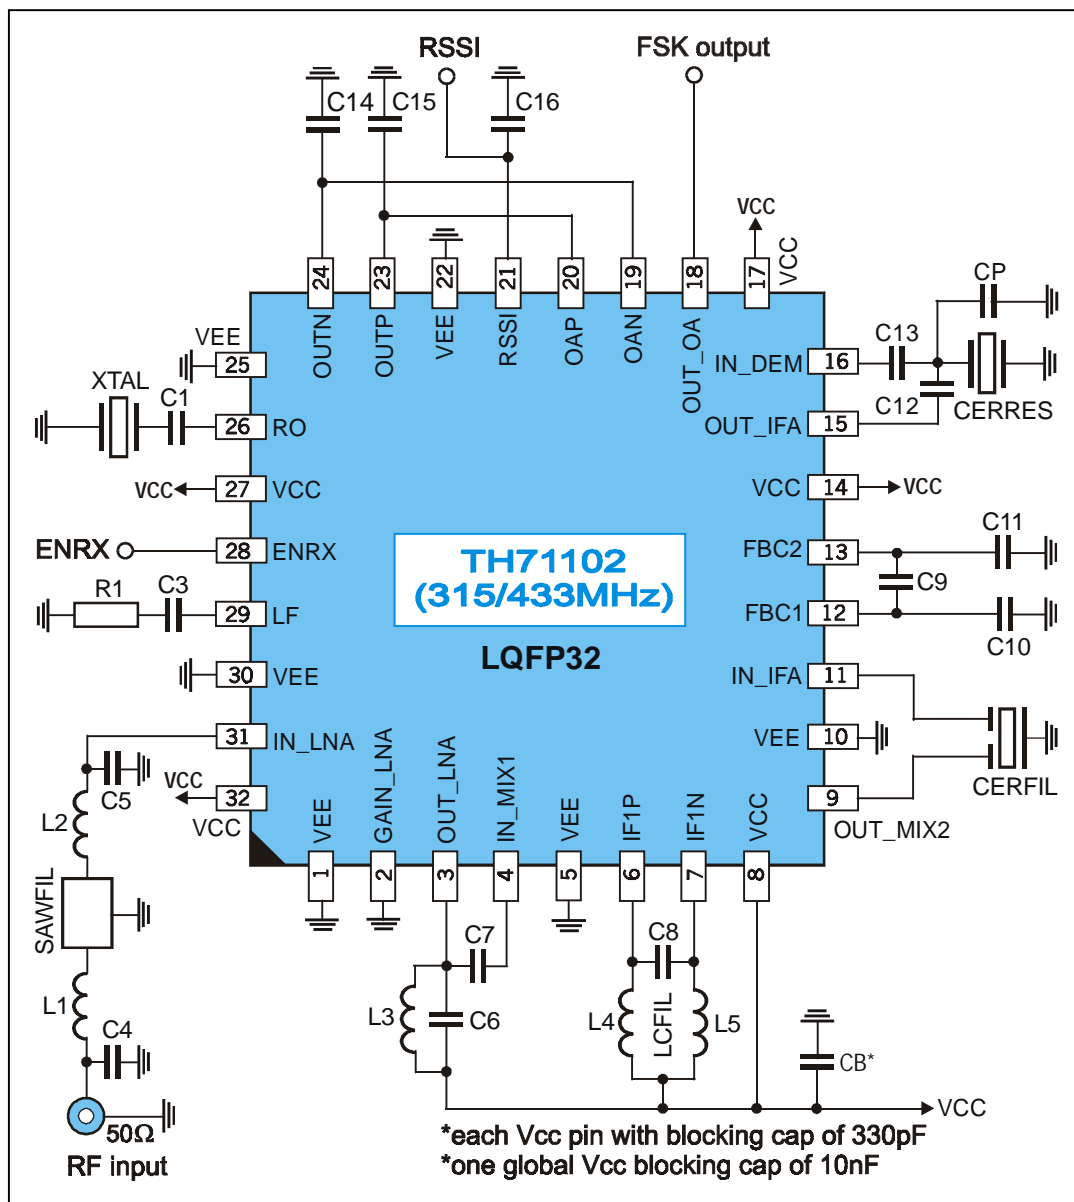 RSSI
FSK output
C14
C15
C16
VCC
VCC
24
23
22
21
20
19
18
17
OUTN
OUTP
VEE
RSSI
OAP
OAN
OUT_OA
CP
C13
C12
CERRES
VEE
25
XTAL
C1
26
RO
VCC
27
VCC
ENRX
28
ENRX
R1
C3
29
LF
30
VEE
31
IN_LNA
VCC
32
VCC
C5
L2
SAWFIL
L1
C4
50Ω
RF input
IN_DEM
16
OUT_IFA
15
VCC
14
VCC
FBC2
13
C11
C9
FBC1
12
C10
IN_IFA
11
VEE
10
CERFIL
9
OUT_MIX2
TH71102
(315/433MHz)
LQFP32
VEE
GAIN_LNA
OUT_LNA
IN_MIX1
VEE
IF1P
IF1N
VCC
1
2
3
4
5
6
7
8
C7
L3
C6
C8
L4
LCFIL
L5
CB*
VCC
*each Vcc pin with blocking cap of 330pF
*one global Vcc blocking cap of 10nF